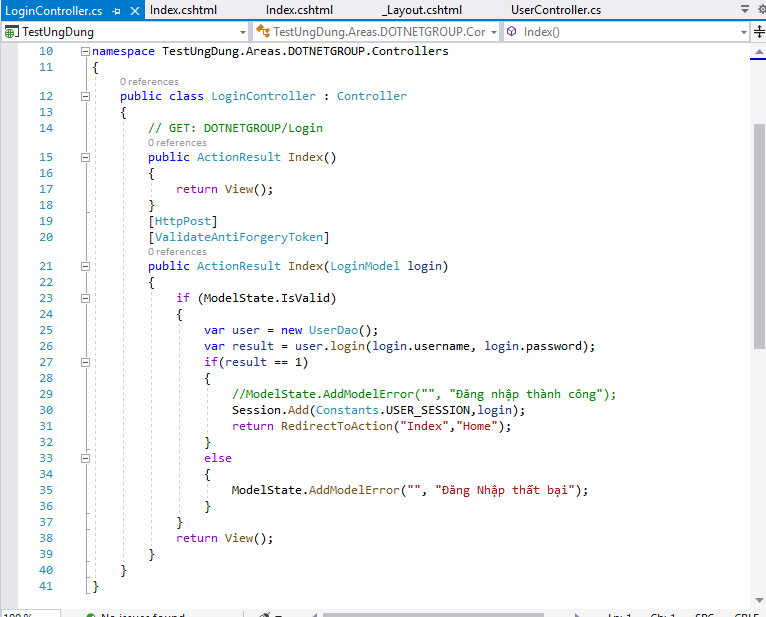 LoginController.cs Index.cshtml Index.cshtml _Layout.cshtml UserController.cs
TestUngDung TestUngDung.Areas.DOTNETGROUP.Cor Index()
10 namespace TestUngDung.Areas.DOTNETGROUP.Controllers
11 {
0 references
12 public class LoginController : Controller
13 {
14 // GET: DOTNETGROUP/Login
0 references
15 public ActionResult Index()
16 {
17 return View();
18 }
19 [HttpPost]
20 [ValidateAntiForgeryToken]
0 references
21 public ActionResult Index(LoginModel login)
22 {
23 if (ModelState.IsValid)
24 {
25 var user = new UserDao();
26 var result = user.login(login.username, login.password);
27 if(result == 1)
28 {
29 //ModelState.AddModelError("", "Đăng nhập thành công");
30 Session.Add(Constants.USER_SESSION,login);
31 return RedirectToAction("Index","Home");
32 }
33 else
34 {
35 ModelState.AddModelError("", "Đăng Nhập thất bại");
36 }
37 }
38 return View();
39 }
40 }
41 }